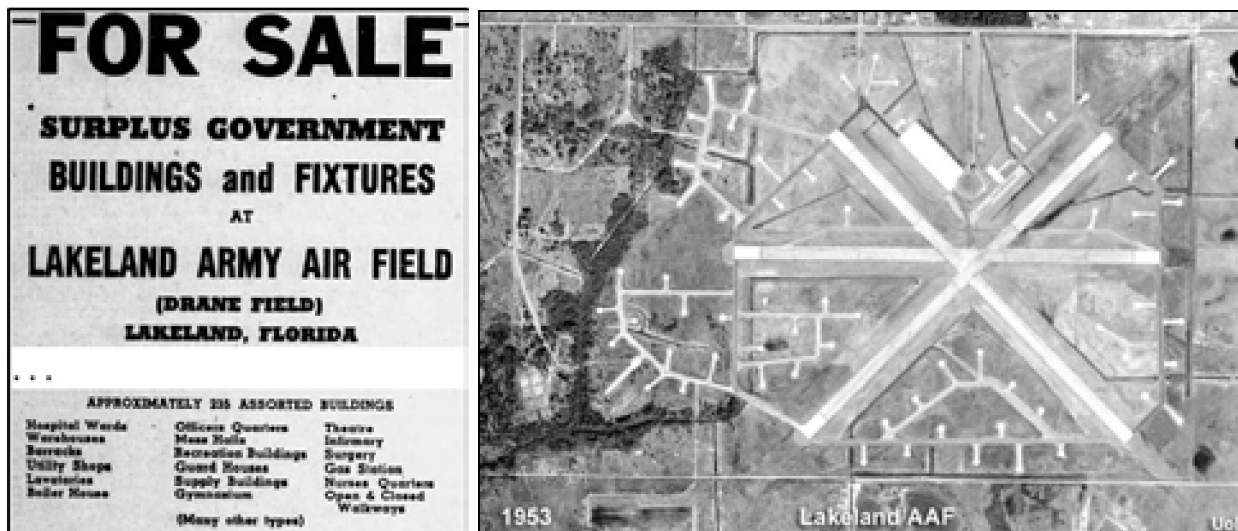 FOR SALE
SURPLUS GOVERNMENT
BUILDINGS and FIXTURES
AT
LAKELAND ARMY AIR FIELD
(DRANE FIELD)
LAKELAND, FLORIDA
...
APPROXIMATELY 235 ASSORTED BUILDINGS
Hospital Wards
Warehouses
Barracks
Utility Shops
Lavatories
Boiler House
Officers Quarters
Mess Halls
Recreation Buildings
Guard Houses
Supply Buildings
Gymnasium
(Many other types)
Theatre
Infirmary
Surgery
Gas Station
Nurses Quarters
Open & Closed
Walkways
1953
Lakeland AAF